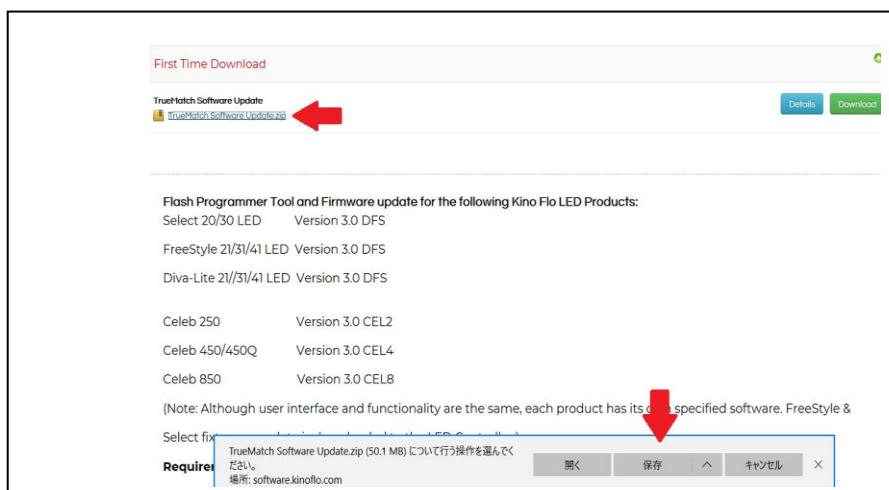 First Time Download
TrueMatch Software Update
TrueMatch Software Update.zip
Details
Download
Flash Programmer Tool and Firmware update for the following Kino Flo LED Products:
Select 20/30 LED Version 3.0 DFS
FreeStyle 21/31/41 LED Version 3.0 DFS
Diva-Lite 21//31/41 LED Version 3.0 DFS
Celeb 250 Version 3.0 CEL2
Celeb 450/450Q Version 3.0 CEL4
Celeb 850 Version 3.0 CEL8
(Note: Although user interface and functionality are the same, each product has its specified software. FreeStyle &
Select
TrueMatch Software Update.zip (50.1 MB) について行う操作を選んでく
ださい。
場所: software.kinoflo.com
開く
保存
キャンセル